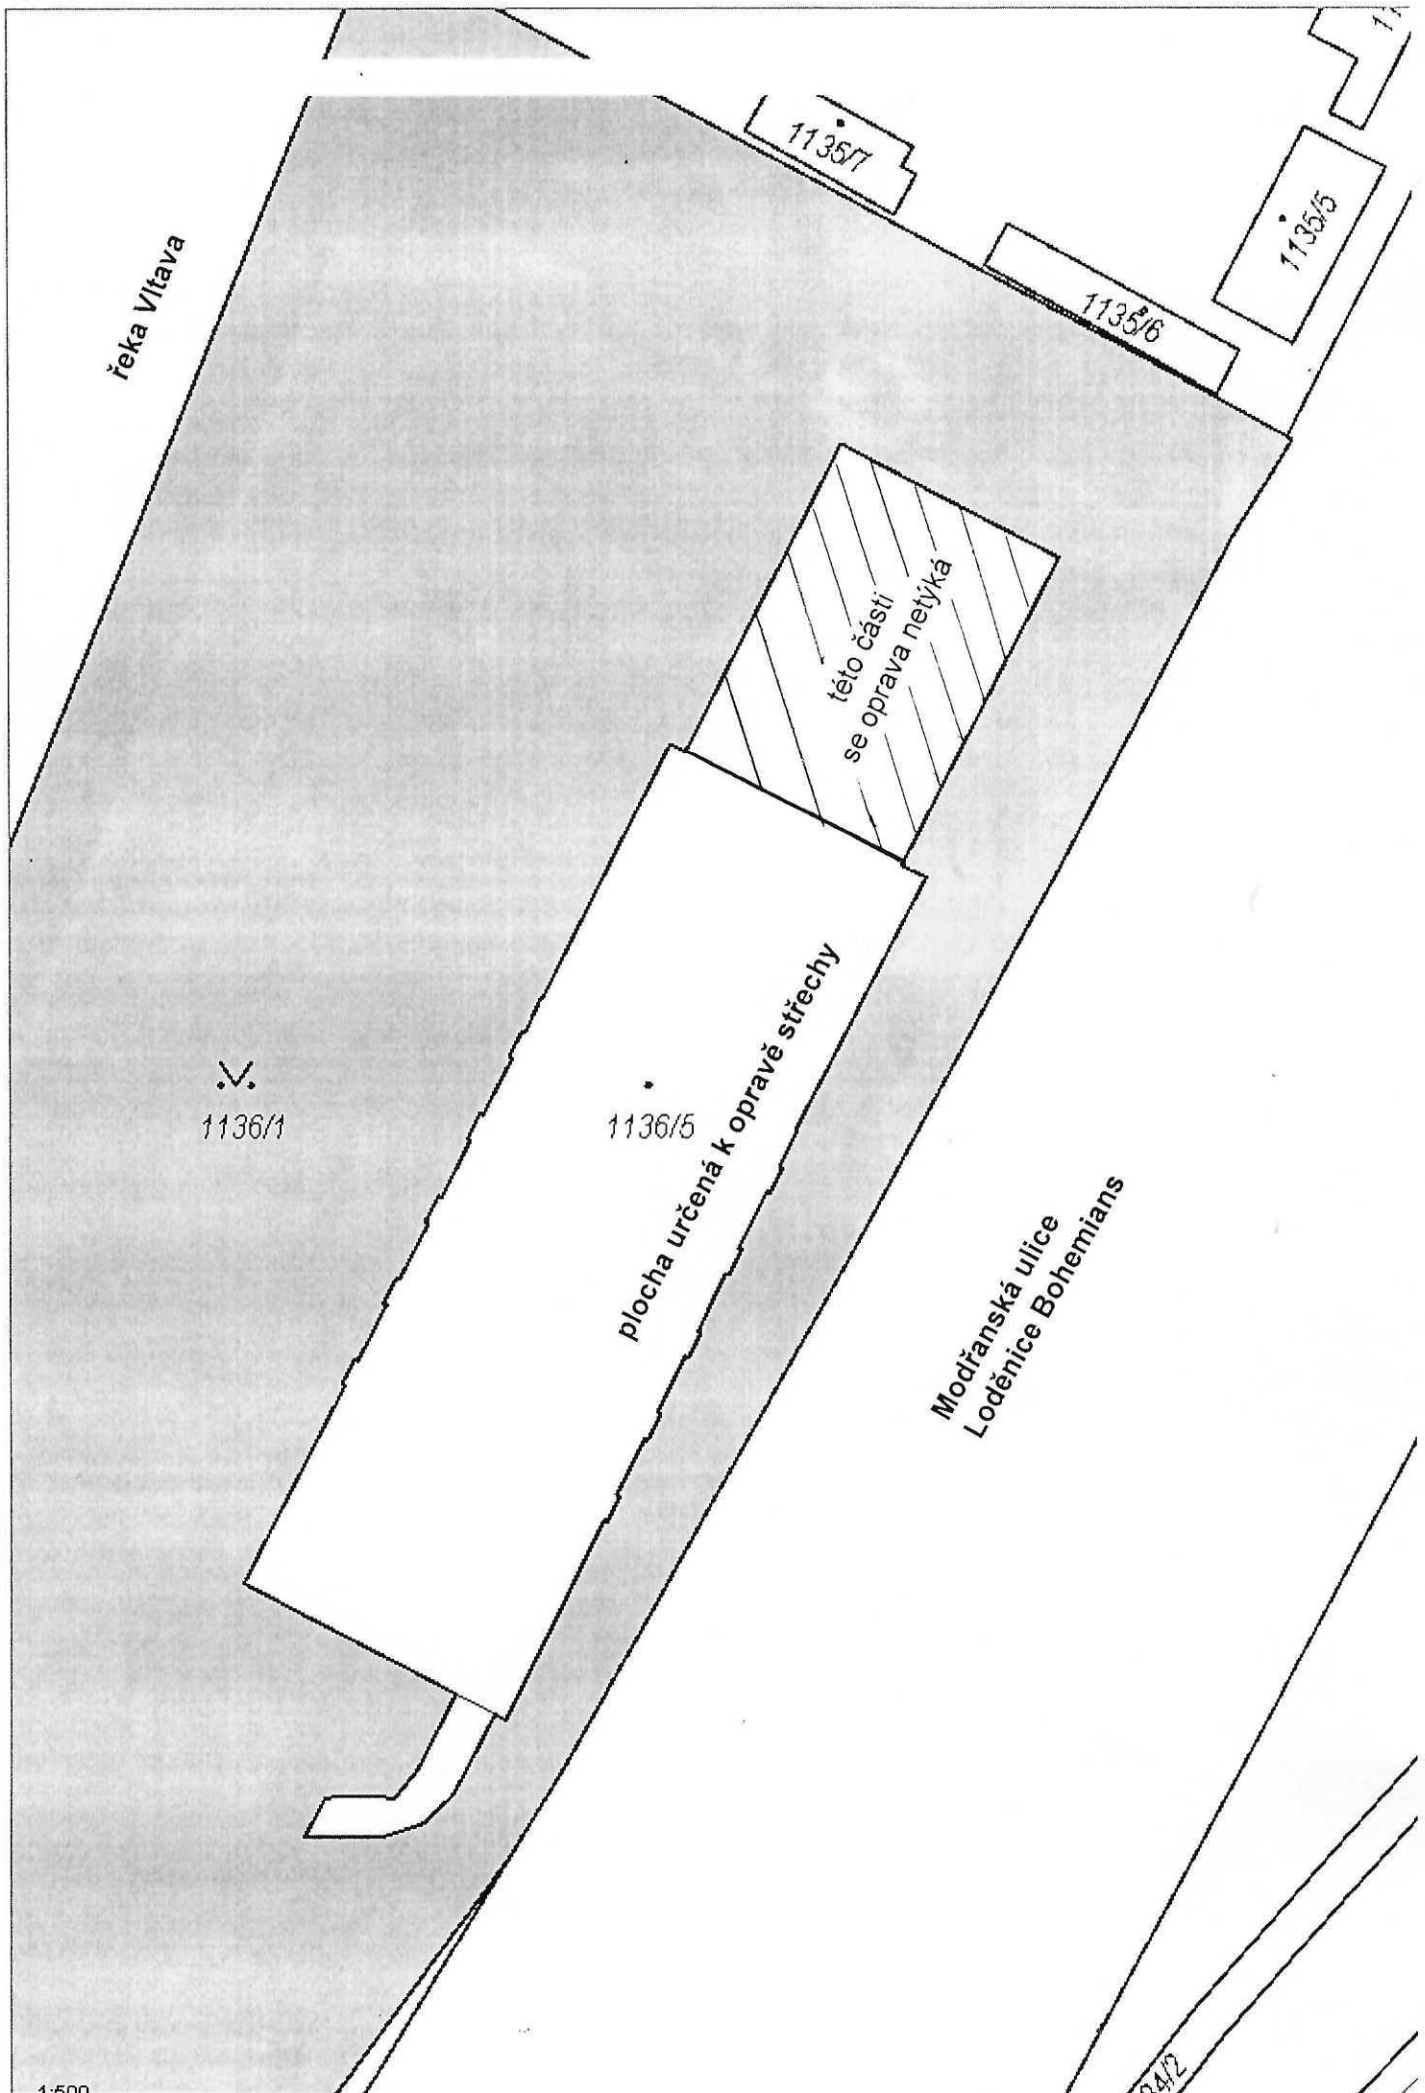 1135/7
1135/5
1135/6
řeka Vltava
této části
se oprava netýká
1136/1
1136/5
plocha určená k opravě střechy
Modřanská ulice
Loděnice Bohemians
1:500